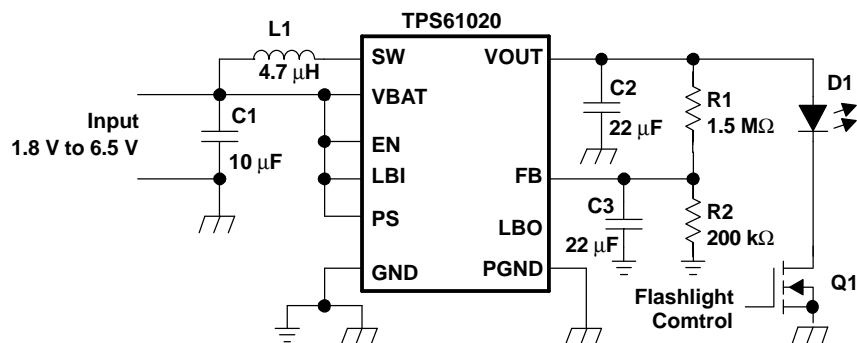 TPS61020
L1
4.7 μH
SW
VOUT
VBAT
C1
10 μF
Input
1.8 V to 6.5 V
EN
LBI
PS
GND
FB
LBO
PGND
C2
22 μF
R1
1.5 MΩ
D1
C3
22 μF
R2
200 kΩ
Flashlight
Comtrol
Q1